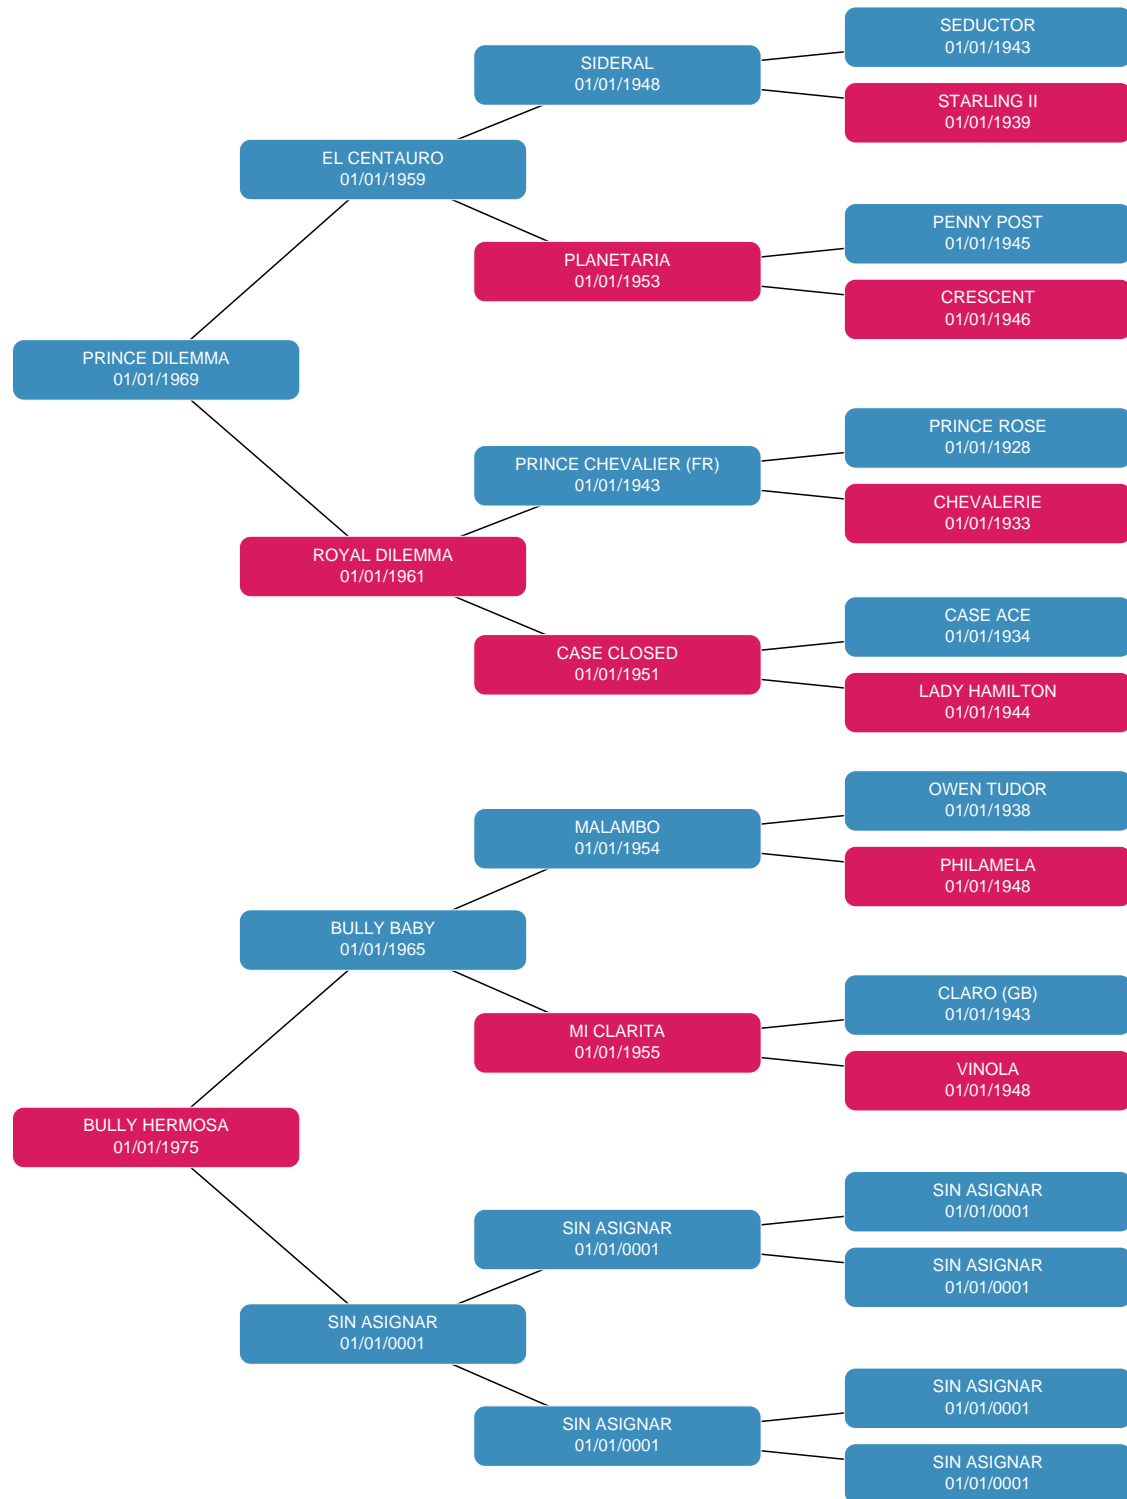 SEDUCTOR
01/01/1943
SIDERAL
01/01/1948
STARLING II
01/01/1939
EL CENTAURO
01/01/1959
PENNY POST
01/01/1945
PLANETARIA
01/01/1953
CRESCENT
01/01/1946
PRINCE DILEMMA
01/01/1969
PRINCE ROSE
01/01/1928
PRINCE CHEVALIER (FR)
01/01/1943
CHEVALERIE
01/01/1933
ROYAL DILEMMA
01/01/1961
CASE ACE
01/01/1934
CASE CLOSED
01/01/1951
LADY HAMILTON
01/01/1944
OWEN TUDOR
01/01/1938
MALAMBO
01/01/1954
PHILAMELA
01/01/1948
BULLY BABY
01/01/1965
CLARO (GB)
01/01/1943
MI CLARITA
01/01/1955
VINOLA
01/01/1948
BULLY HERMOSA
01/01/1975
SIN ASIGNAR
01/01/0001
SIN ASIGNAR
01/01/0001
SIN ASIGNAR
01/01/0001
SIN ASIGNAR
01/01/0001
SIN ASIGNAR
01/01/0001
SIN ASIGNAR
01/01/0001
SIN ASIGNAR
01/01/0001